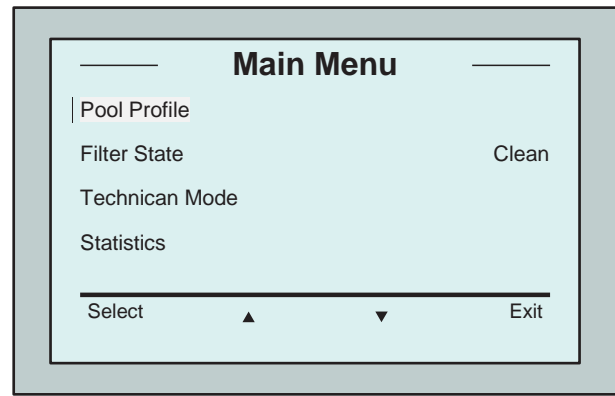 Main Menu
Pool Profile
Filter State Clean
Technican Mode
Statistics
Select ▲ ▼ Exit